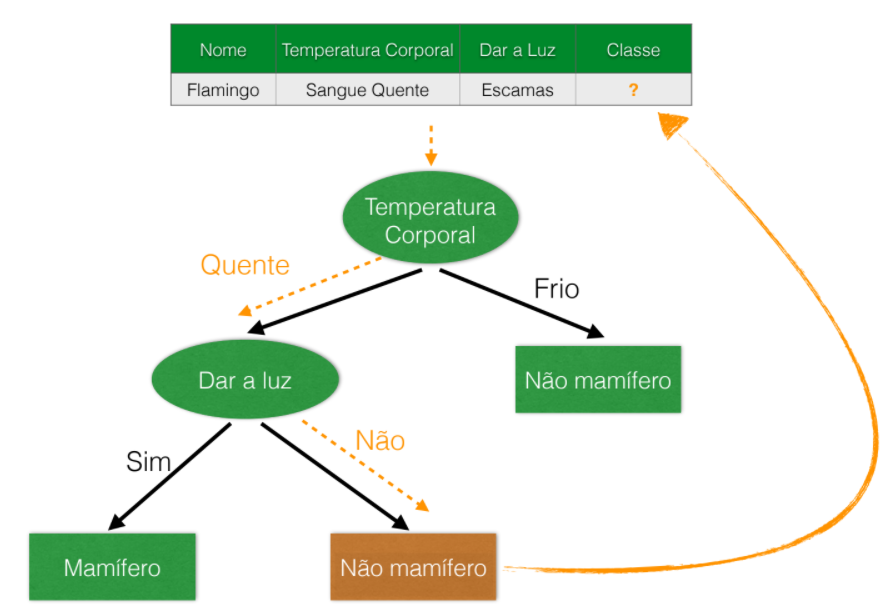 Nome Temperatura Corporal Dar a Luz Classe
Flamingo Sangue Quente Escamas ?
Temperatura
Corporal
Quente
Frio
Dar a luz
Não mamífero
Não
Sim
Mamífero
Não mamífero